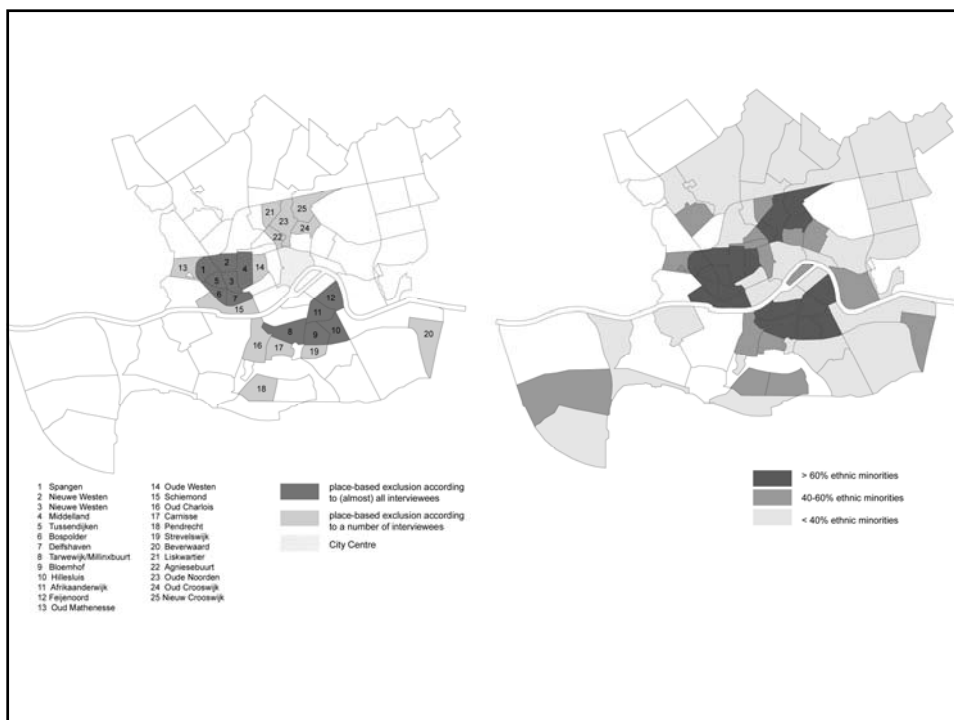 21
25
23
24
22
13
1
2
4
14
5
3
6
7
15
12
11
8
9
10
16
17
19
20
18
1 Spangen
2 Nieuwe Westen
3 Nieuwe Westen
4 Middelland
5 Tussendijken
6 Bospolder
7 Delfshaven
8 Tarwewijk/Millinxbuurt
9 Bloemhof
10 Hillesluis
11 Afrikaanderwijk
12 Feijenoord
13 Oud Mathenesse
14 Oude Westen
15 Schiemond
16 Oud Charlois
17 Carnisse
18 Pendrecht
19 Strevelswijk
20 Beverwaard
21 Liskwartier
22 Agniesebuurt
23 Oude Noorden
24 Oud Crooswijk
25 Nieuw Crooswijk
place-based exclusion according
to (almost) all interviewees
place-based exclusion according
to a number of interviewees
City Centre
> 60% ethnic minorities
40-60% ethnic minorities
< 40% ethnic minorities